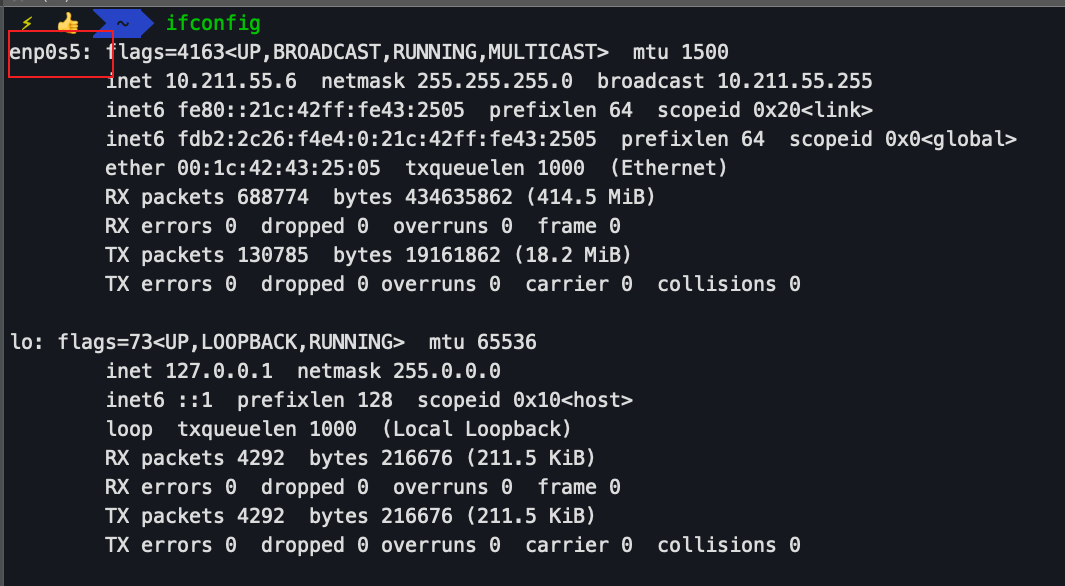 ⚡ 👍 ~ ifconfig
enp0s5: flags=4163<UP,BROADCAST,RUNNING,MULTICAST>  mtu 1500
        inet 10.211.55.6  netmask 255.255.255.0  broadcast 10.211.55.255
        inet6 fe80::21c:42ff:fe43:2505  prefixlen 64  scopeid 0x20<link>
        inet6 fdb2:2c26:f4e4:0:21c:42ff:fe43:2505  prefixlen 64  scopeid 0x0<global>
        ether 00:1c:42:43:25:05  txqueuelen 1000  (Ethernet)
        RX packets 688774  bytes 434635862 (414.5 MiB)
        RX errors 0  dropped 0  overruns 0  frame 0
        TX packets 130785  bytes 19161862 (18.2 MiB)
        TX errors 0  dropped 0 overruns 0  carrier 0  collisions 0

lo: flags=73<UP,LOOPBACK,RUNNING>  mtu 65536
        inet 127.0.0.1  netmask 255.0.0.0
        inet6 ::1  prefixlen 128  scopeid 0x10<host>
        loop  txqueuelen 1000  (Local Loopback)
        RX packets 4292  bytes 216676 (211.5 KiB)
        RX errors 0  dropped 0  overruns 0  frame 0
        TX packets 4292  bytes 216676 (211.5 KiB)
        TX errors 0  dropped 0 overruns 0  carrier 0  collisions 0